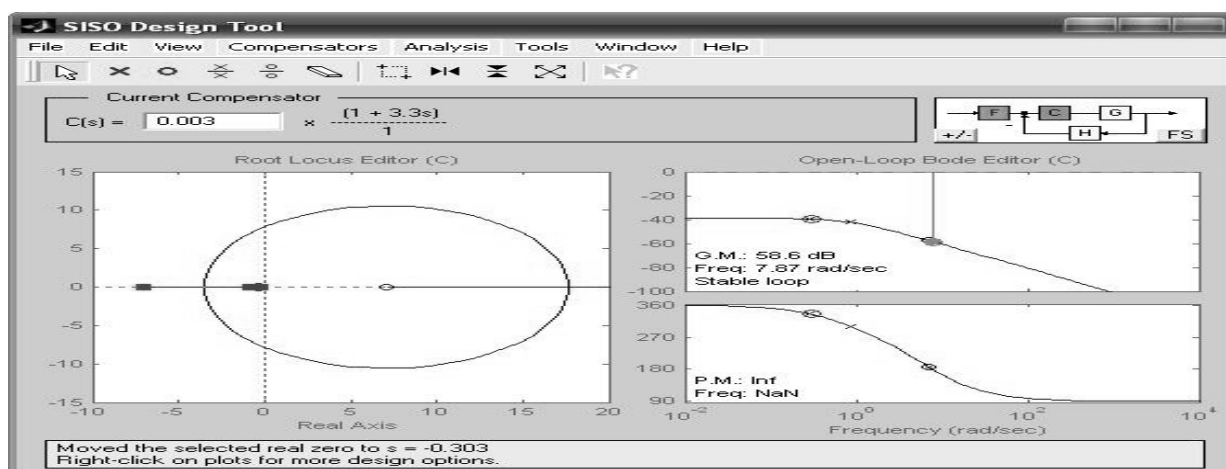 SISO Design Tool
File Edit View Compensators Analysis Tools Window Help
Current Compensator
C(s) = 0.003 x (1 + 3.3s)
1
F C G
H
+/- FS
Root Locus Editor (C)
15
10
5
0
-5
-10
-15
-10 -5 0 5 10 15 20
Real Axis
Open-Loop Bode Editor (C)
0
-20
-40
-60
-80
-100
G.M.: 58.6 dB
Freq: 7.87 rad/sec
Stable loop
360
270
180
90
P.M.: Inf
Freq: NaN
10^-2 10^0 10^2 10^4
Frequency (rad/sec)
Moved the selected real zero to s = -0.303
Right-click on plots for more design options.